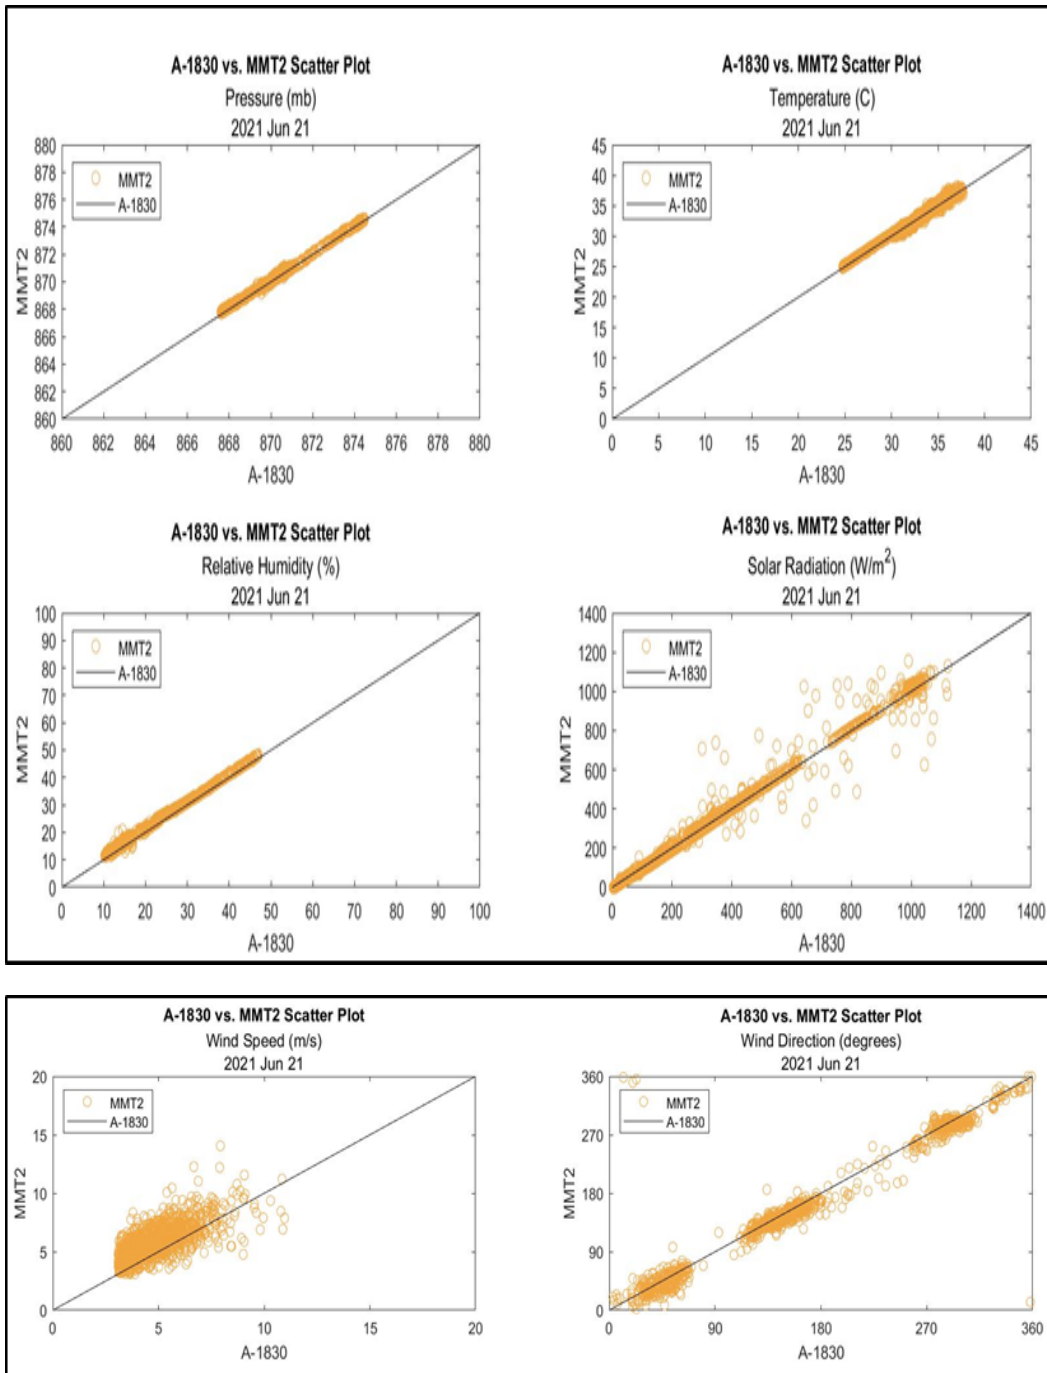 A-1830 vs. MMT2 Scatter Plot
Pressure (mb)
2021 Jun 21
880
878
876
874
872
870
868
866
864
862
860
MMT2
MMT2
A-1830
860 862 864 866 868 870 872 874 876 878 880
A-1830
A-1830 vs. MMT2 Scatter Plot
Temperature (C)
2021 Jun 21
45
40
35
30
25
20
15
10
5
0
MMT2
MMT2
A-1830
0 5 10 15 20 25 30 35 40 45
A-1830
A-1830 vs. MMT2 Scatter Plot
Relative Humidity (%)
2021 Jun 21
100
90
80
70
60
50
40
30
20
10
0
MMT2
MMT2
A-1830
0 10 20 30 40 50 60 70 80 90 100
A-1830
A-1830 vs. MMT2 Scatter Plot
Solar Radiation (W/m²)
2021 Jun 21
1400
1200
1000
800
600
400
200
0
MMT2
MMT2
A-1830
0 200 400 600 800 1000 1200 1400
A-1830
A-1830 vs. MMT2 Scatter Plot
Wind Speed (m/s)
2021 Jun 21
20
15
10
5
0
MMT2
MMT2
A-1830
0 5 10 15 20
A-1830
A-1830 vs. MMT2 Scatter Plot
Wind Direction (degrees)
2021 Jun 21
360
270
180
90
0
MMT2
MMT2
A-1830
0 90 180 270 360
A-1830